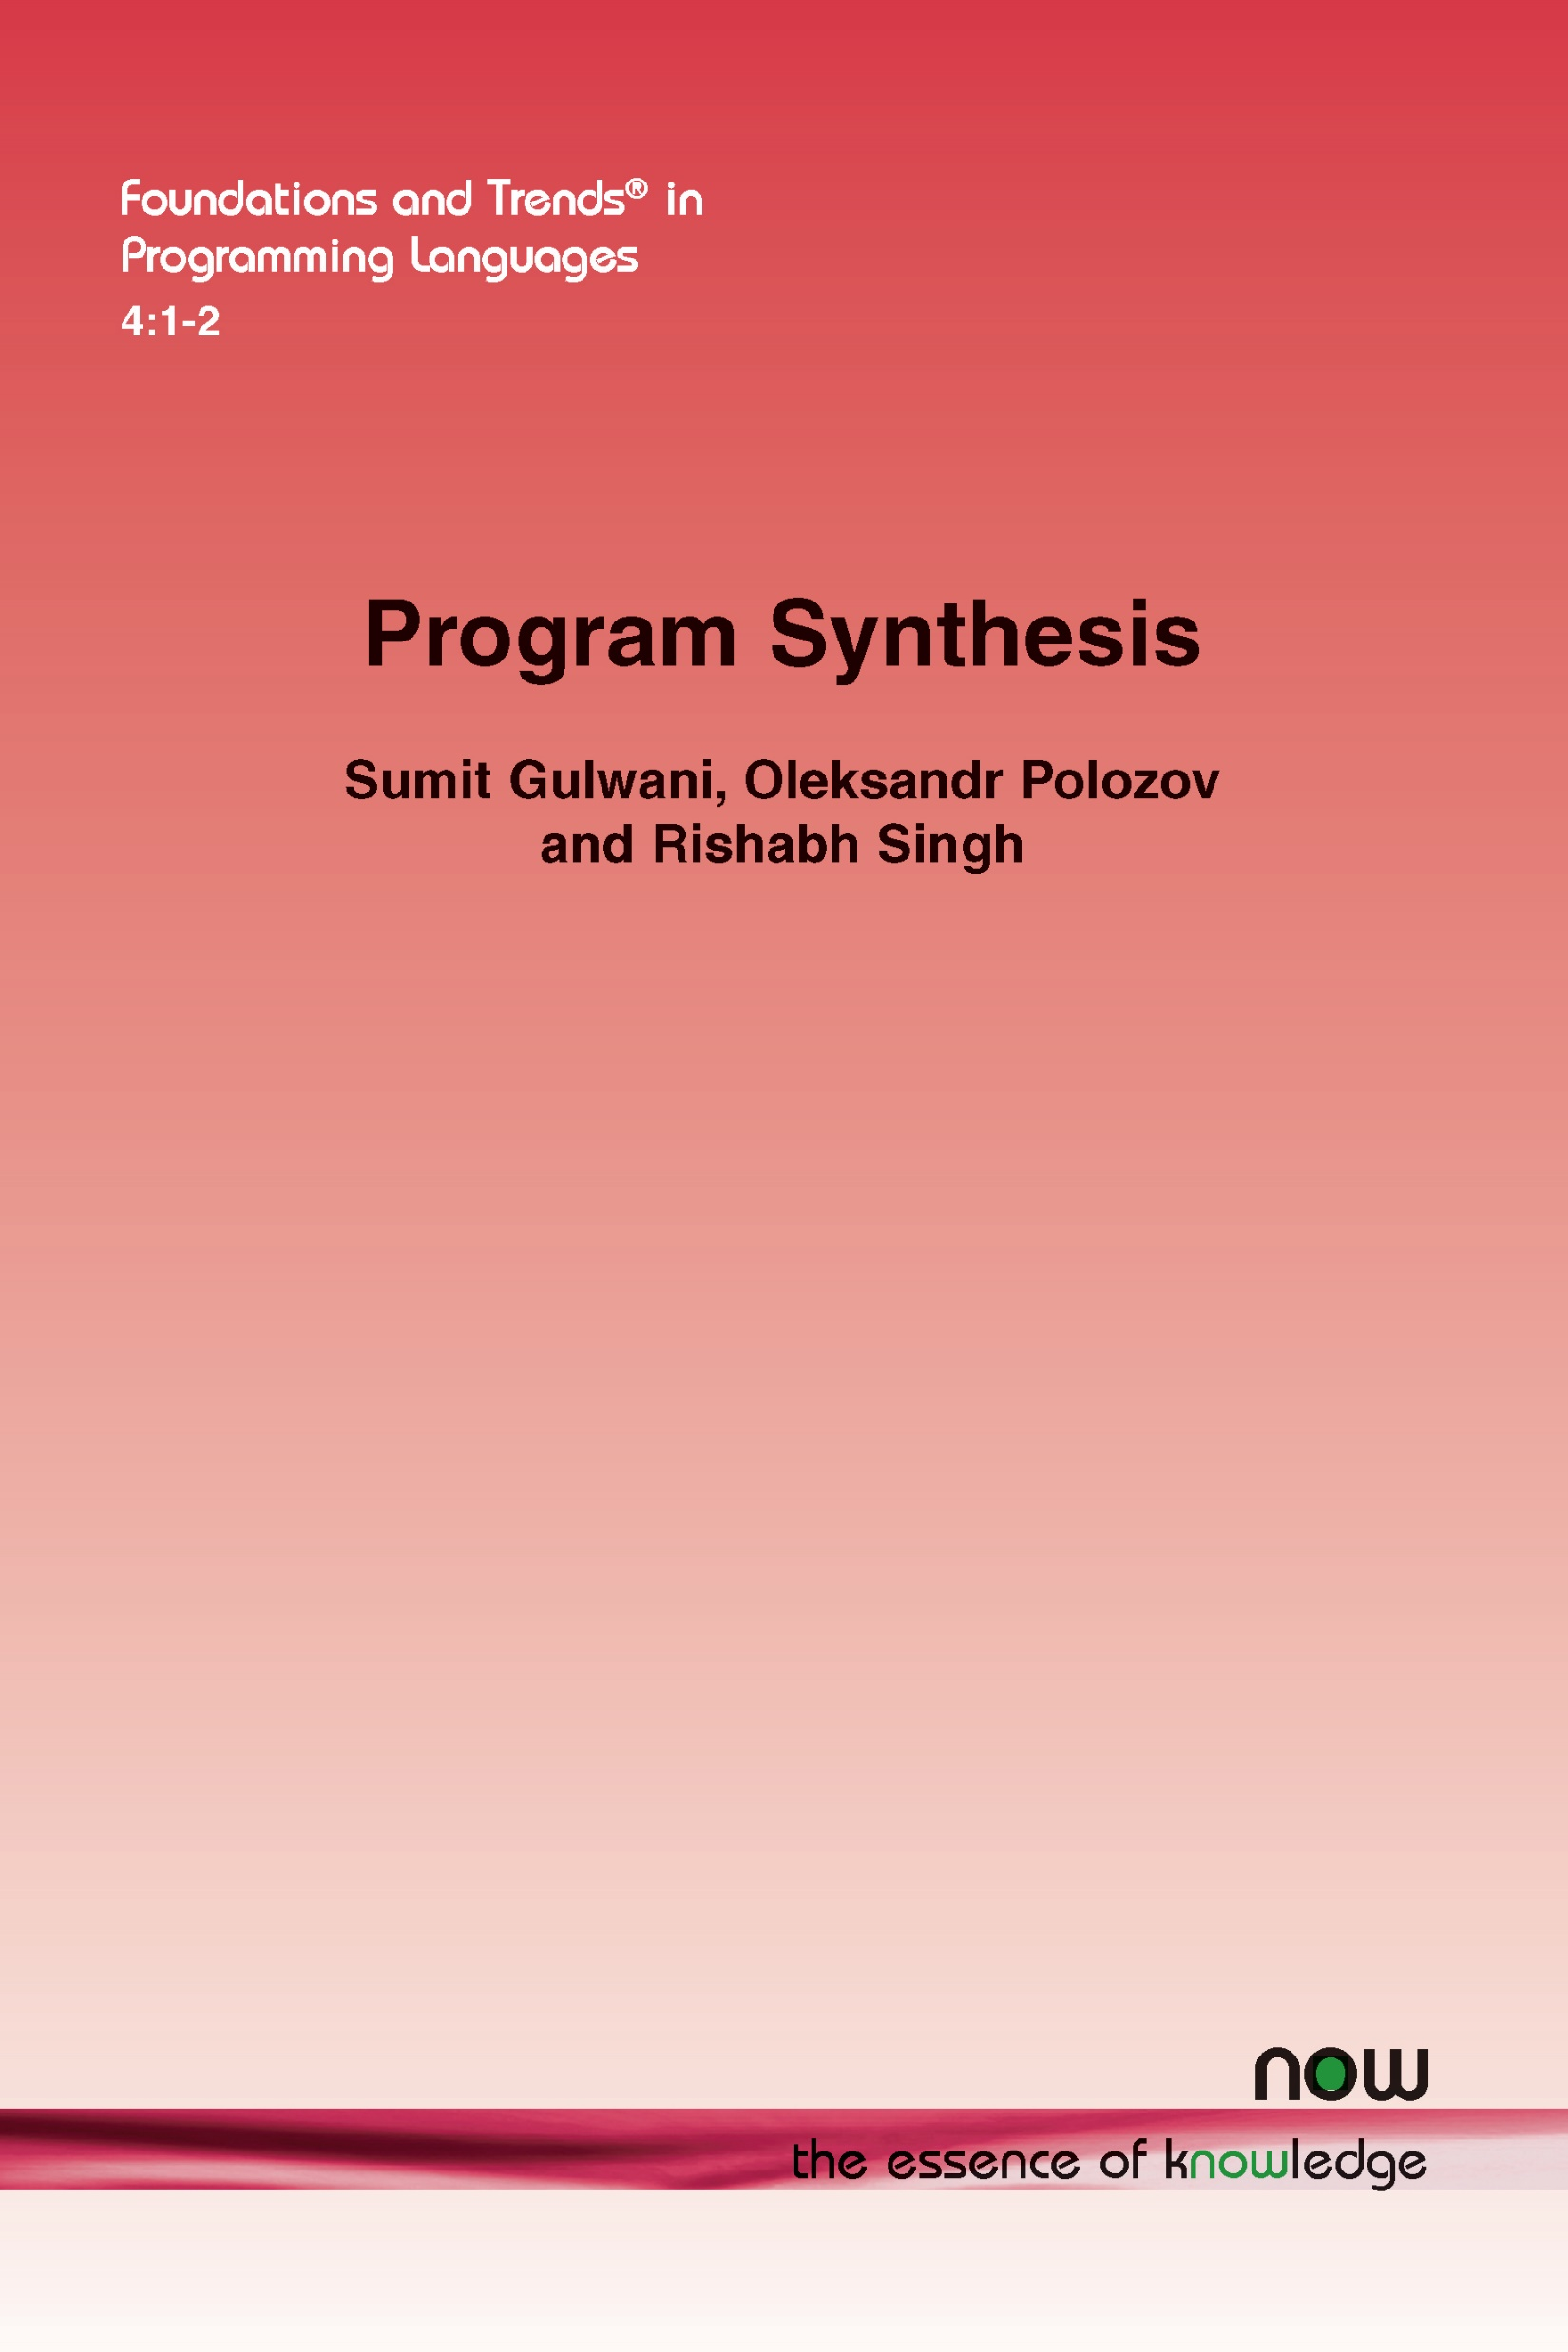 Foundations and Trends® in
Programming Languages
4:1-2
Program Synthesis
Sumit Gulwani, Oleksandr Polozov
and Rishabh Singh
now
the essence of knowledge